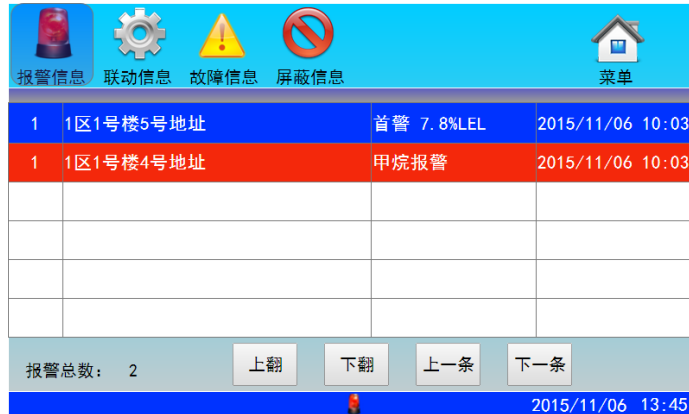 报警信息 联动信息 故障信息 屏蔽信息 菜单
1 1区1号楼5号地址 首警 7.8%LEL 2015/11/06 10:03
1 1区1号楼4号地址 甲烷报警 2015/11/06 10:03
报警总数： 2 上翻 下翻 上一条 下一条
2015/11/06 13:45